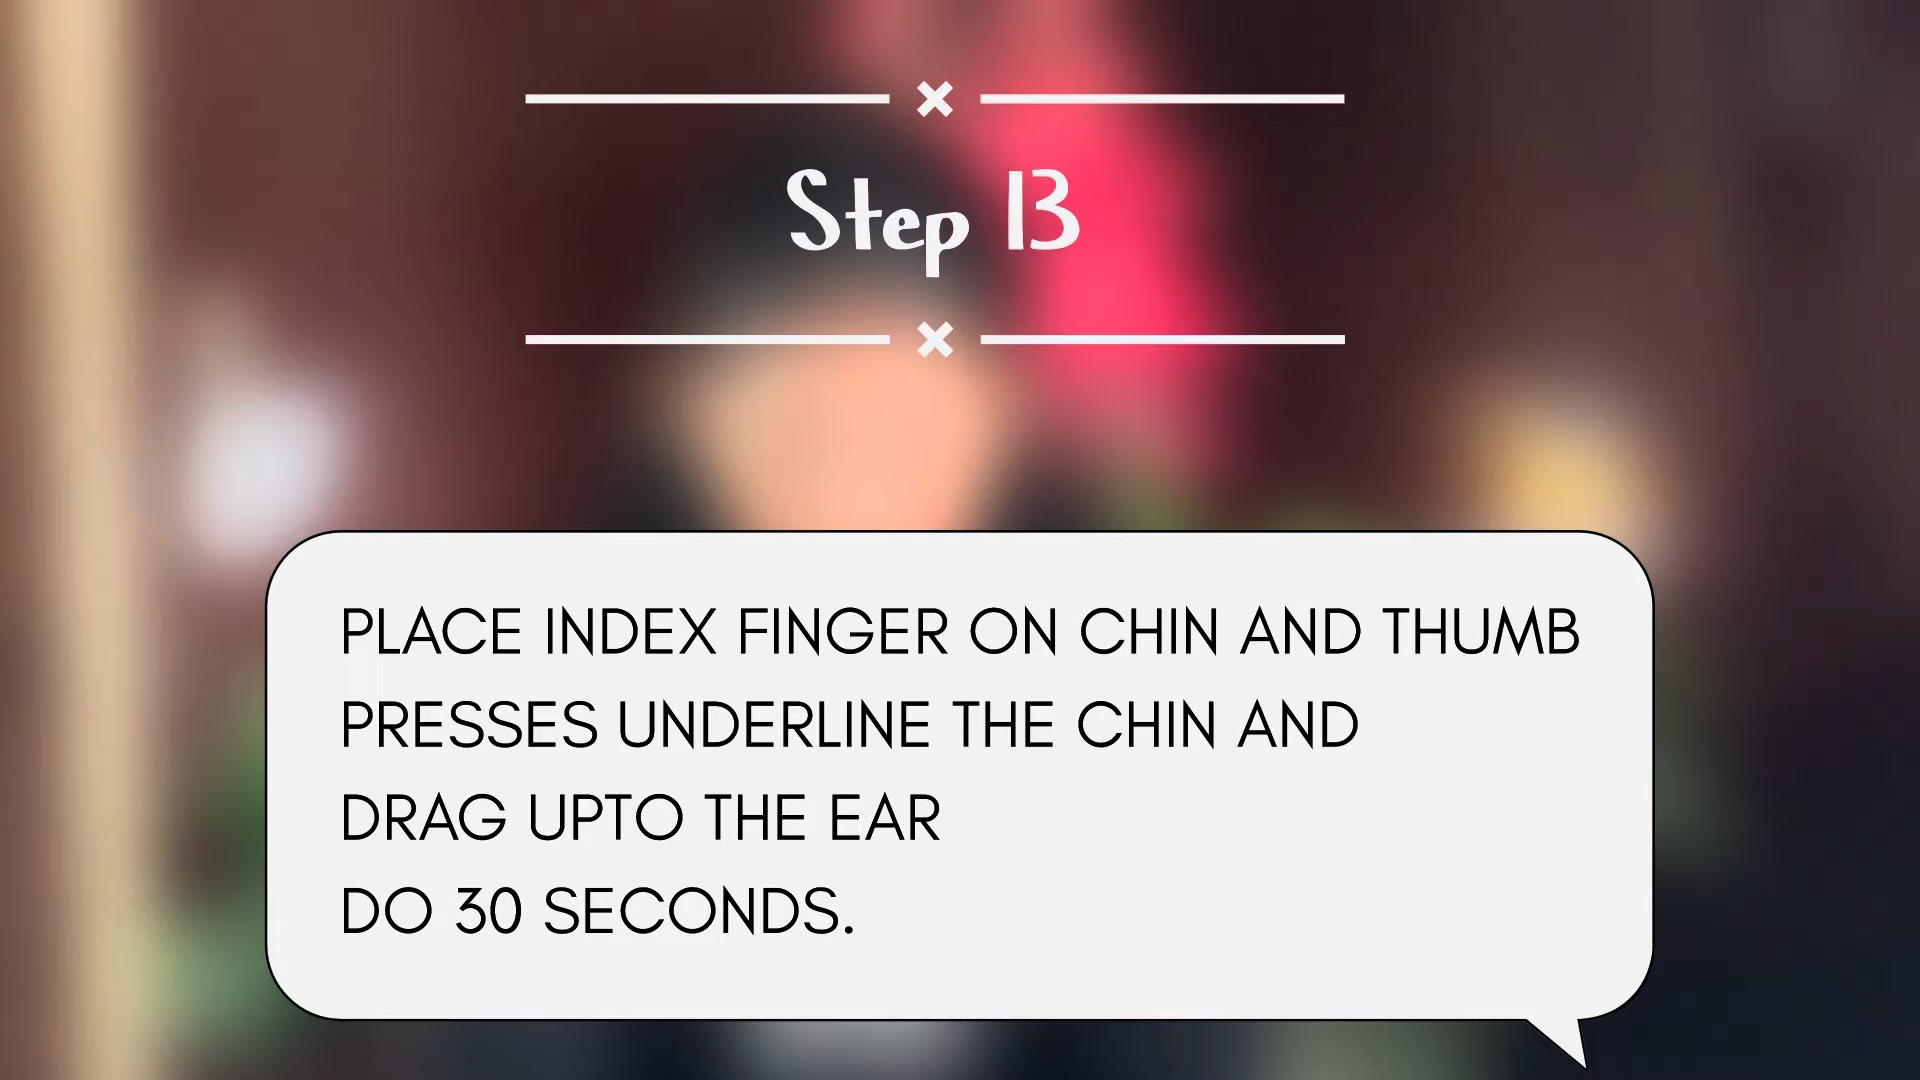 Step 13
PLACE INDEX FINGER ON CHIN AND THUMB
PRESSES UNDERLINE THE CHIN AND
DRAG UPTO THE EAR
DO 30 SECONDS.